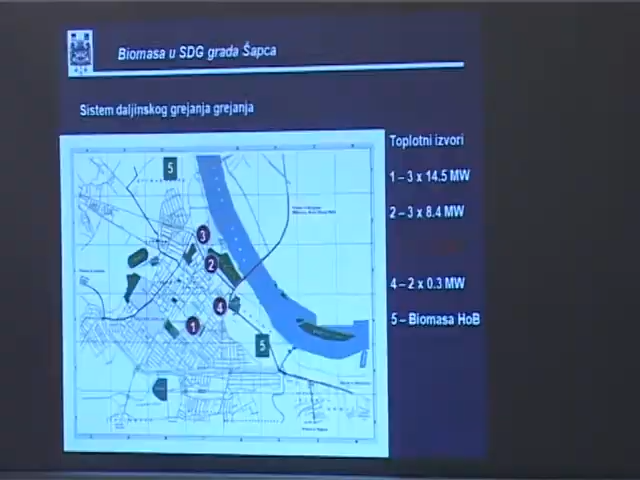 Biomasa u SDG grada Šapca
Sistem daljinskog grejanja grejanja
Toplotni izvori
1 – 3 x 14.5 MW
2 – 3 x 8.4 MW
4 – 2 x 0.3 MW
5 – Biomasa HoB
5
3
2
4
1
5